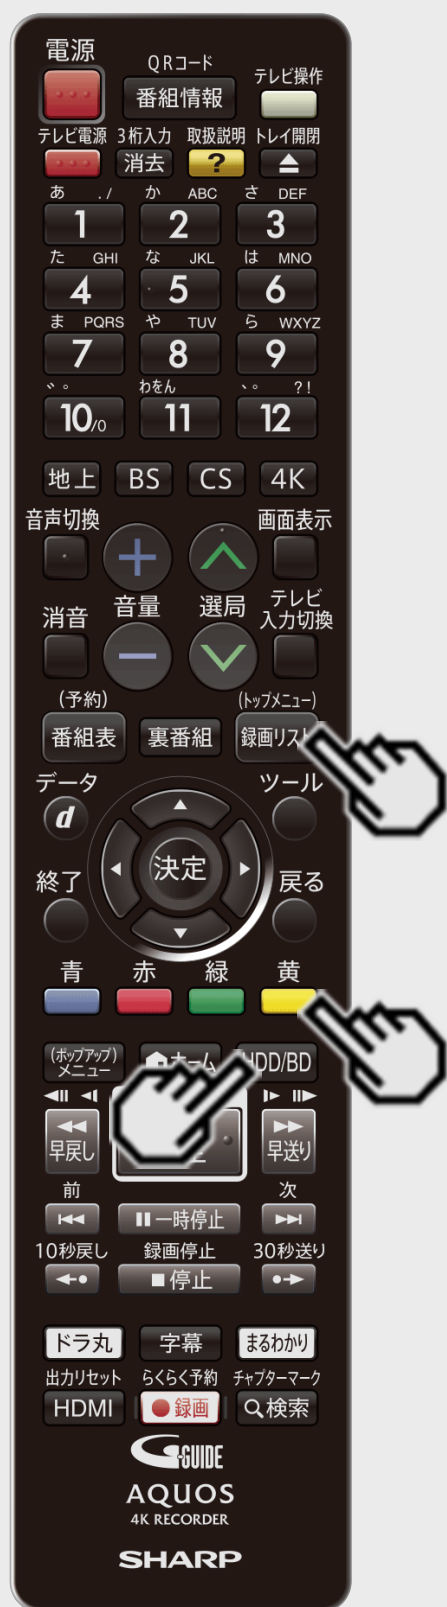 電源
QRコード
番組情報
テレビ操作
テレビ電源 3桁入力 取扱説明 トレイ開閉
消去 ?
あ ./ か ABC さ DEF
1 2 3
た GHI な JKL は MNO
4 5 6
ま PQRS や TUV ら WXYZ
7 8 9
゛゜ わをん 、。 ?!
10/0 11 12
地上 BS CS 4K
音声切換 画面表示
+
消音 音量 選局 テレビ
入力切換
−
(予約) (トップメニュー)
番組表 裏番組 録画リスト
データ ツール
d
決定
終了 戻る
青 赤 緑 黄
(ポップアップ)
メニュー ホーム HDD/BD
早戻し 早送り
前 次
一時停止
10秒戻し 録画停止 30秒送り
停止
ドラ丸 字幕 まるわかり
出力リセット らくらく予約 チャプターマーク
HDMI 録画 検索
G-GUIDE
AQUOS
4K RECORDER
SHARP